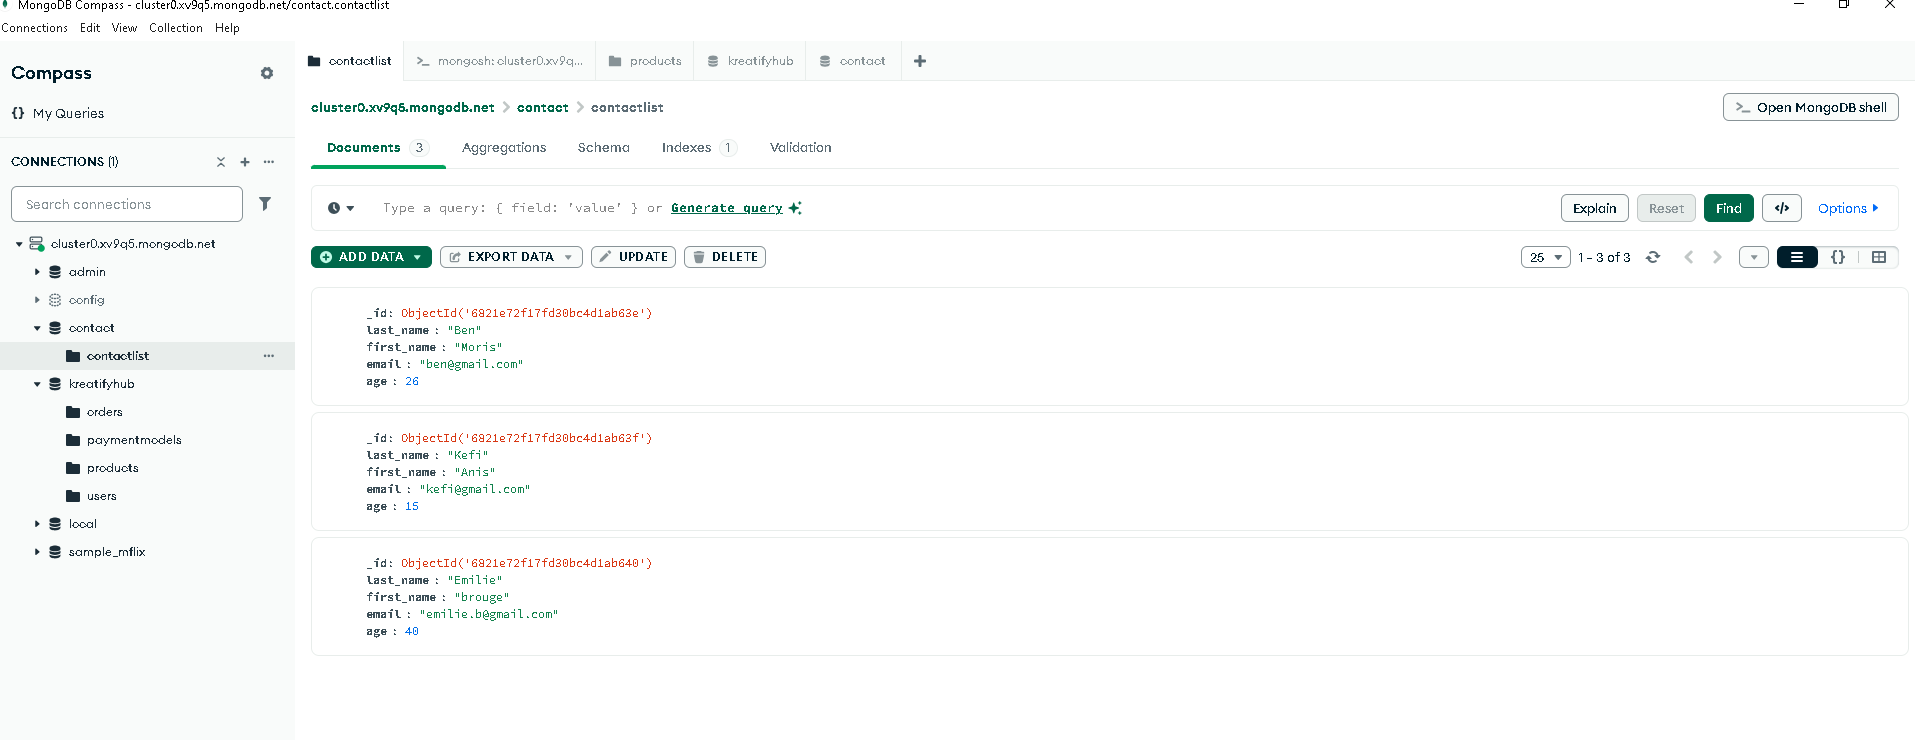 MongoDB Compass - cluster0.xv9q5.mongodb.net/contact.contactlist
Connections Edit View Collection Help
Compass
{} My Queries
CONNECTIONS (1)
Search connections
cluster0.xv9q5.mongodb.net
admin
config
contact
contactlist
kreatifyhub
orders
paymentmodels
products
users
local
sample_mflix
contactlist >_ mongosh: cluster0.xv9q... products kreatifyhub contact
cluster0.xv9q5.mongodb.net > contact > contactlist
>_ Open MongoDB shell
Documents 3 Aggregations Schema Indexes 1 Validation
Type a query: { field: 'value' } or Generate query
Explain Reset Find </> Options
ADD DATA EXPORT DATA UPDATE DELETE
25 1 – 3 of 3 {}
_id: ObjectId('6821e72f17fd30bc4d1ab63e')
last_name : "Ben"
first_name : "Moris"
email : "ben@gmail.com"
age : 26
_id: ObjectId('6821e72f17fd30bc4d1ab63f')
last_name : "Kefi"
first_name : "Anis"
email : "kefi@gmail.com"
age : 15
_id: ObjectId('6821e72f17fd30bc4d1ab640')
last_name : "Emilie"
first_name : "brouge"
email : "emilie.b@gmail.com"
age : 40